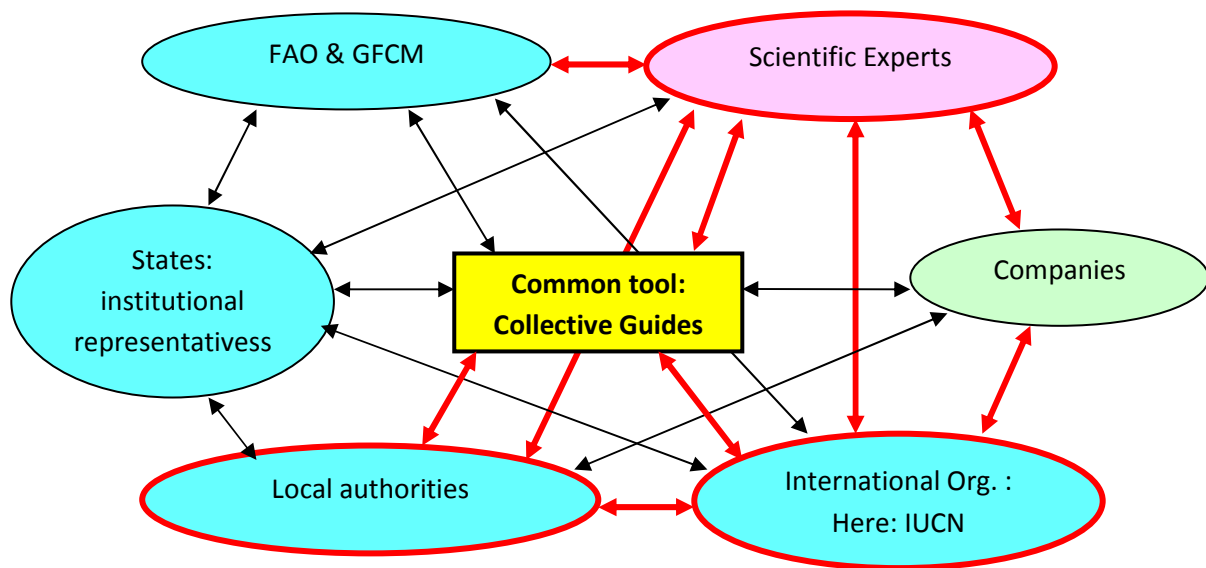 FAO & GFCM
Scientific Experts
States:
institutional
representativess
Common tool:
Collective Guides
Companies
Local authorities
International Org. :
Here: IUCN